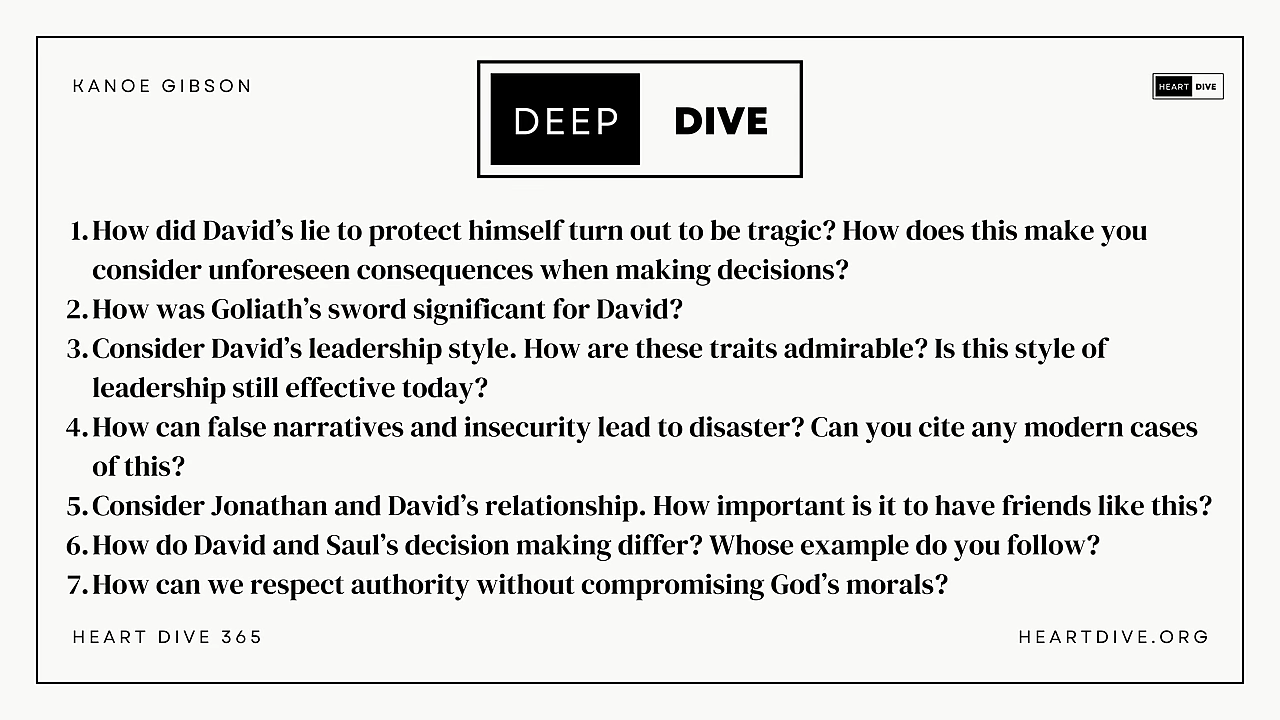 KANOE GIBSON
DEEP DIVE
HEART DIVE
1. How did David’s lie to protect himself turn out to be tragic? How does this make you
consider unforeseen consequences when making decisions?
2. How was Goliath’s sword significant for David?
3. Consider David’s leadership style. How are these traits admirable? Is this style of
leadership still effective today?
4. How can false narratives and insecurity lead to disaster? Can you cite any modern cases
of this?
5. Consider Jonathan and David’s relationship. How important is it to have friends like this?
6. How do David and Saul’s decision making differ? Whose example do you follow?
7. How can we respect authority without compromising God’s morals?
HEART DIVE 365
HEARTDIVE.ORG